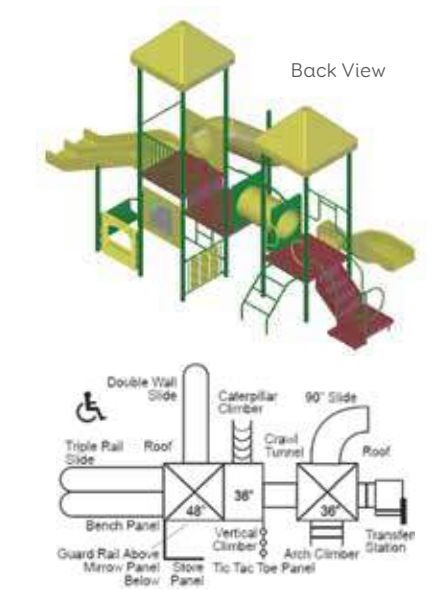 Back View
Double Wall
Slide
Caterpillar
Climber
90° Slide
Triple Rail
Slide
Roof
Crawl
Tunnel
Roof
48"
36"
36"
Bench Panel
Vertical
Climber
Arch Climber
Transfer
Station
Guard Rail Above
Mirrow Panel
Below
Store
Panel
Tic Tac Toe Panel